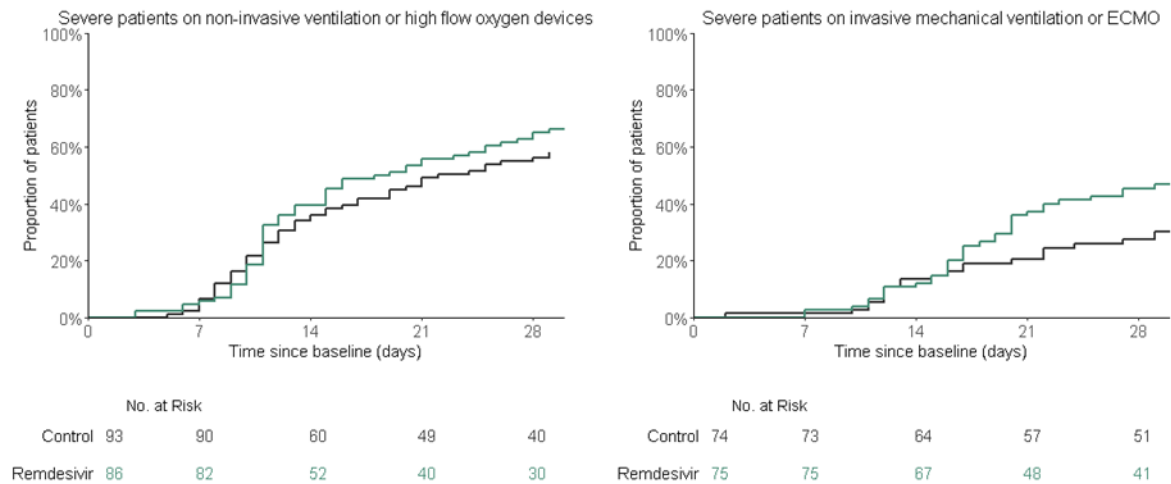 Severe patients on non-invasive ventilation or high flow oxygen devices
100%
80%
60%
40%
20%
0%
Proportion of patients
0 7 14 21 28
Time since baseline (days)
No. at Risk
Control 93 90 60 49 40
Remdesivir 86 82 52 40 30
Severe patients on invasive mechanical ventilation or ECMO
100%
80%
60%
40%
20%
0%
Proportion of patients
0 7 14 21 28
Time since baseline (days)
No. at Risk
Control 74 73 64 57 51
Remdesivir 75 75 67 48 41